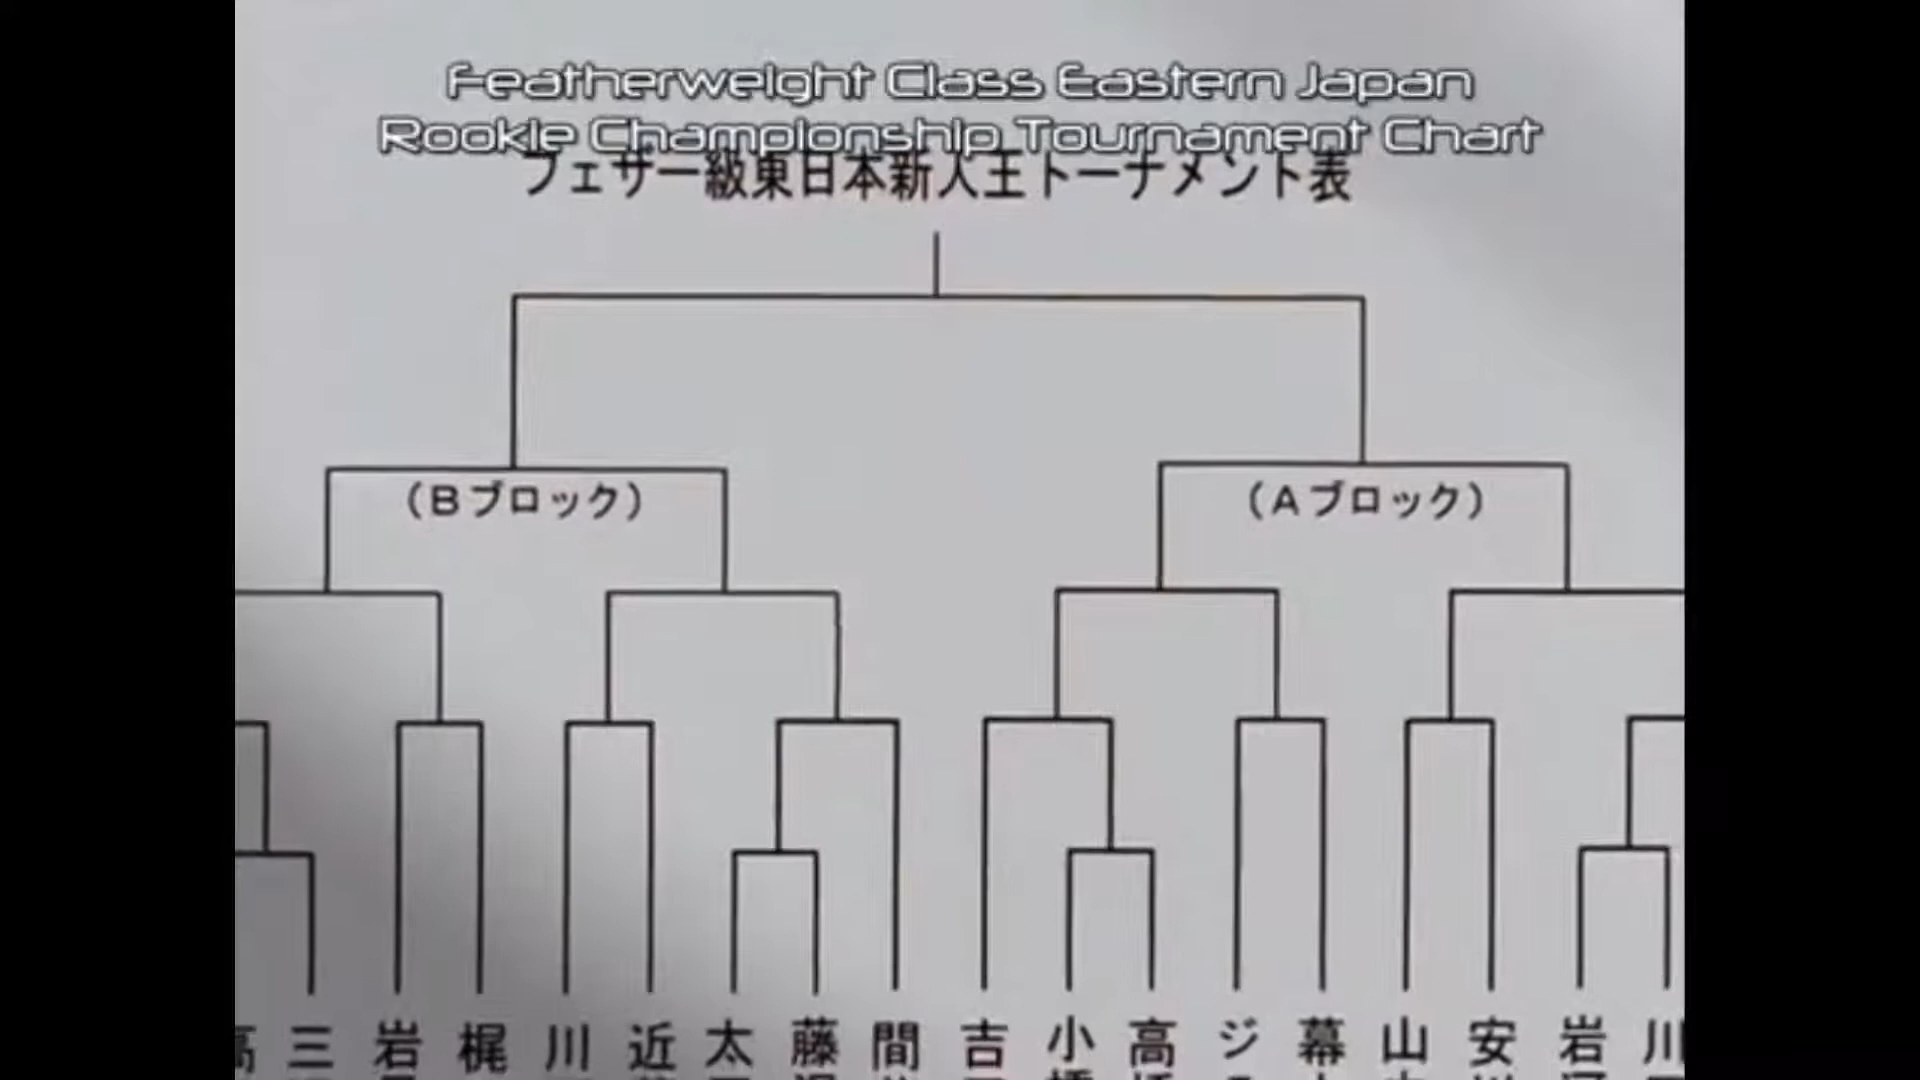 Featherweight Class Eastern Japan
Rookie Championship Tournament Chart
フェザー級東日本新人王トーナメント表
(Bブロック) (Aブロック)
高 三 岩 梶 川 近 太 藤 間 吉 小 高 ジ 幕 山 安 岩 川